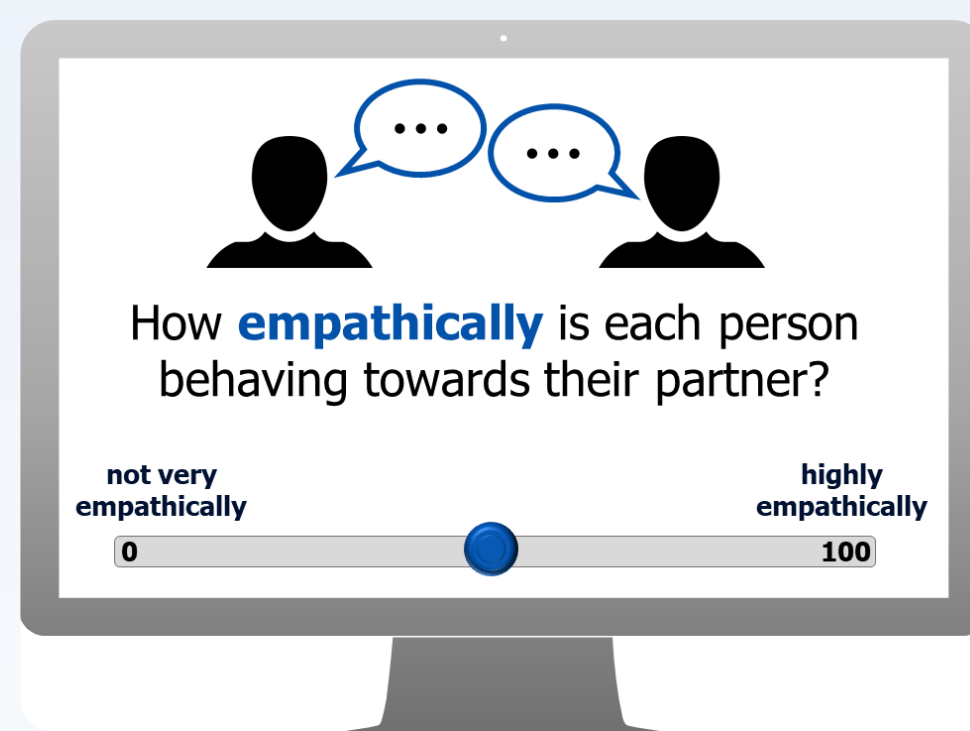 How empathically is each person
behaving towards their partner?
not very
empathically
highly
empathically
0
100